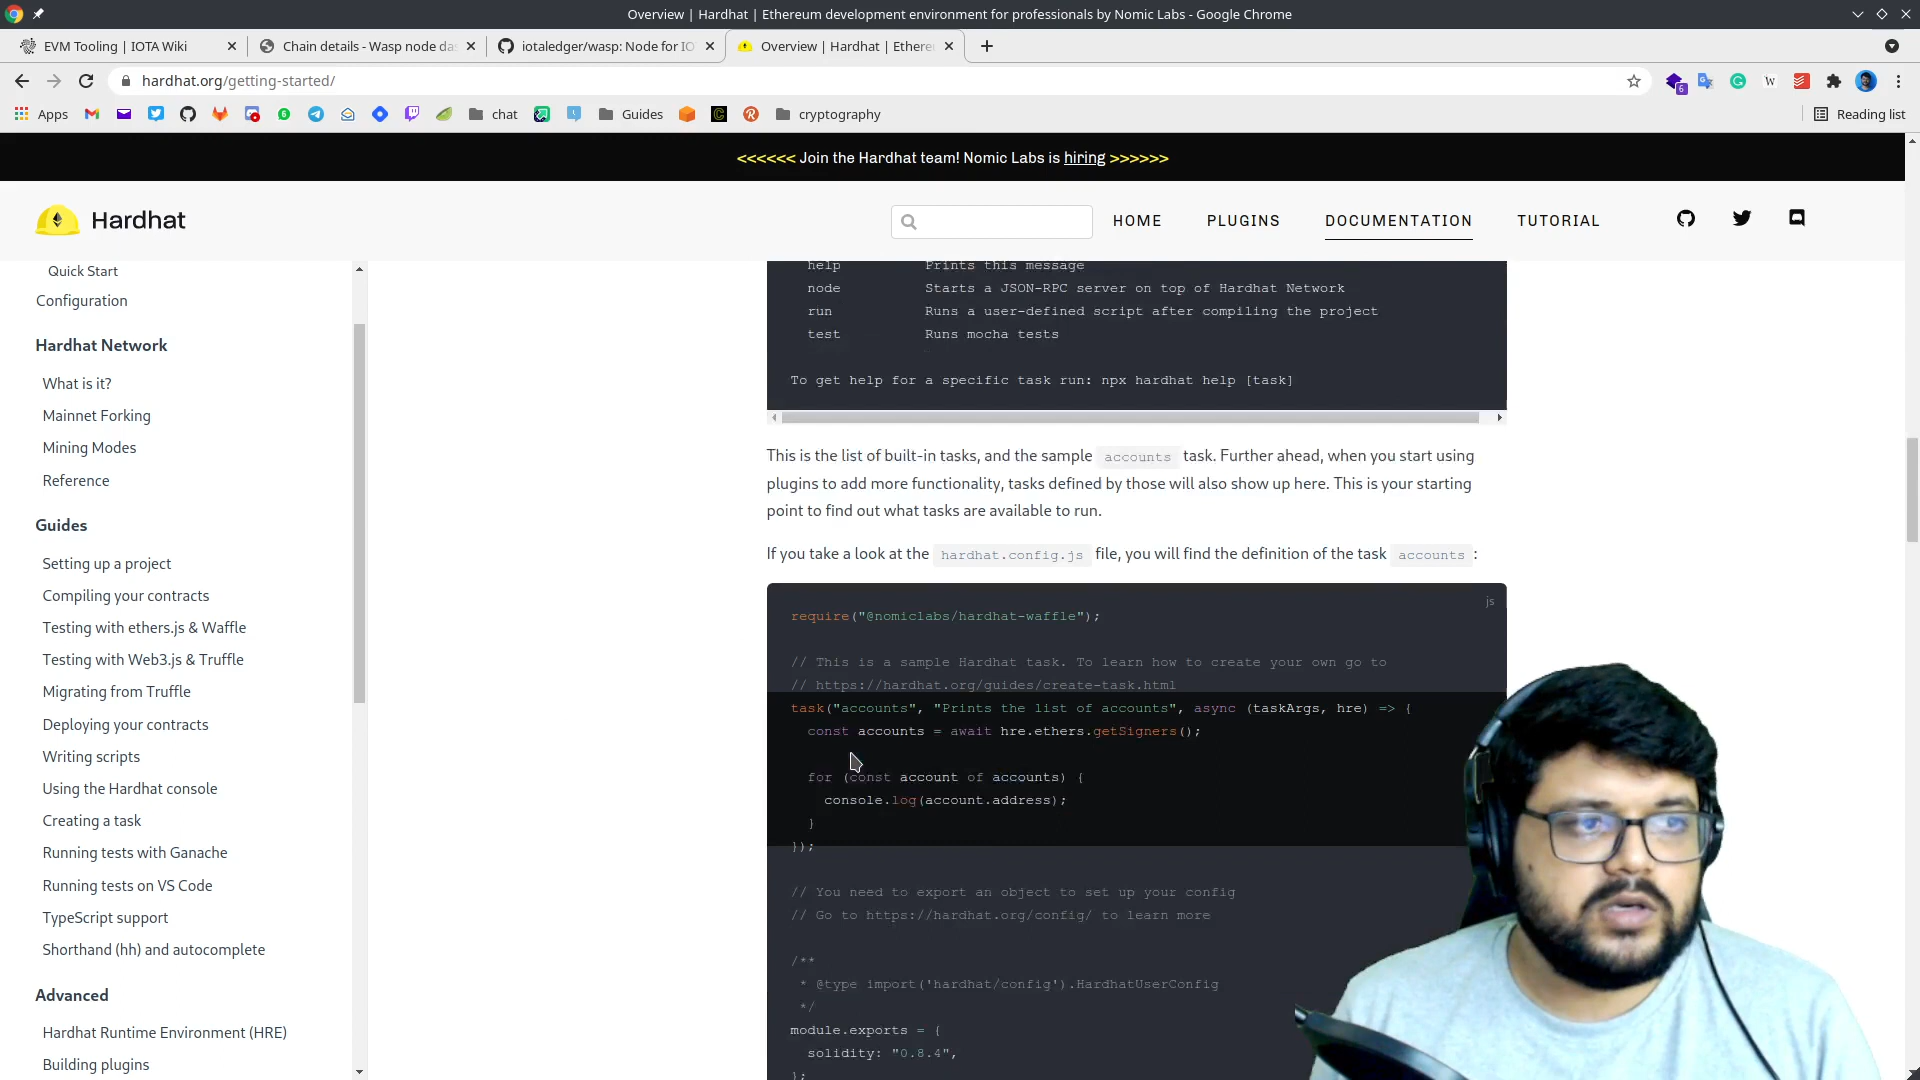 Overview | Hardhat | Ethereum development environment for professionals by Nomic Labs - Google Chrome
EVM Tooling | IOTA Wiki
Chain details - Wasp node da
iotaledger/wasp: Node for IO
Overview | Hardhat | Ethere
hardhat.org/getting-started/
6
W
Apps
6
chat
Guides
cryptography
Reading list
<<<<<< Join the Hardhat team! Nomic Labs is hiring >>>>>>
Hardhat
HOME
PLUGINS
DOCUMENTATION
TUTORIAL
Quick Start
Configuration
Hardhat Network
What is it?
Mainnet Forking
Mining Modes
Reference
Guides
Setting up a project
Compiling your contracts
Testing with ethers.js & Waffle
Testing with Web3.js & Truffle
Migrating from Truffle
Deploying your contracts
Writing scripts
Using the Hardhat console
Creating a task
Running tests with Ganache
Running tests on VS Code
TypeScript support
Shorthand (hh) and autocomplete
Advanced
Hardhat Runtime Environment (HRE)
Building plugins
help Prints this message
node Starts a JSON-RPC server on top of Hardhat Network
run Runs a user-defined script after compiling the project
test Runs mocha tests
To get help for a specific task run: npx hardhat help [task]
This is the list of built-in tasks, and the sample accounts task. Further ahead, when you start using
plugins to add more functionality, tasks defined by those will also show up here. This is your starting
point to find out what tasks are available to run.
If you take a look at the hardhat.config.js file, you will find the definition of the task accounts :
js
require("@nomiclabs/hardhat-waffle");
// This is a sample Hardhat task. To learn how to create your own go to
// https://hardhat.org/guides/create-task.html
task("accounts", "Prints the list of accounts", async (taskArgs, hre) => {
const accounts = await hre.ethers.getSigners();
for (const account of accounts) {
console.log(account.address);
}
});
// You need to export an object to set up your config
// Go to https://hardhat.org/config/ to learn more
/**
* @type import('hardhat/config').HardhatUserConfig
*/
module.exports = {
solidity: "0.8.4",
};